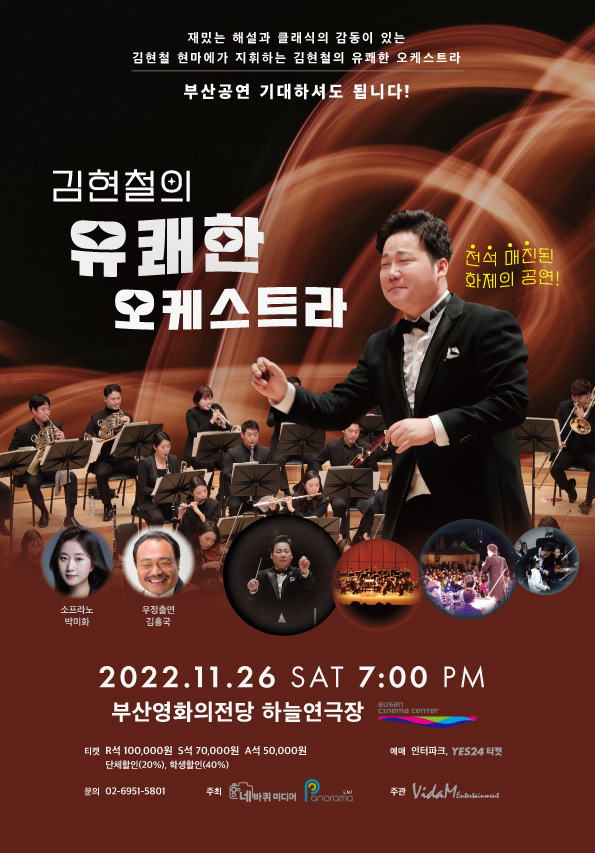 재밌는 해설과 클래식의 감동이 있는
김현철 현마에가 지휘하는 김현철의 유쾌한 오케스트라
부산공연 기대하셔도 됩니다!
김현철의
유쾌한
오케스트라
전석 매진된
화제의 공연!
소프라노
박미화
우정출연
김흥국
2022.11.26 SAT 7:00 PM
부산영화의전당 하늘연극장
BUSAN
CINEMA CENTER
티켓 R석 100,000원 S석 70,000원 A석 50,000원
단체할인(20%), 학생할인(40%)
예매 인터파크, YES24 티켓
문의 02-6951-5801
주최 네바퀴 미디어 Panorama ENT
주관 VidaM Entertainment